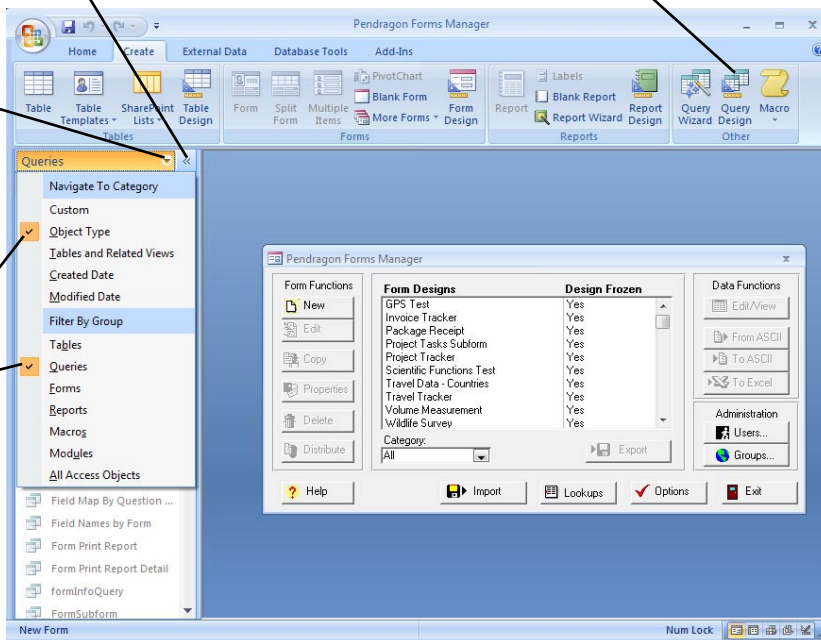 Pendragon Forms Manager
Home Create External Data Database Tools Add-Ins
Table
Table Templates
SharePoint Lists
Table Design
Tables
Form
Split Form
Multiple Items
PivotChart
Blank Form
More Forms
Form Design
Forms
Report
Labels
Blank Report
Report Wizard
Report Design
Reports
Query Wizard
Query Design
Macro
Other
Queries «
Navigate To Category
Custom
Object Type
Tables and Related Views
Created Date
Modified Date
Filter By Group
Tables
Queries
Forms
Reports
Macros
Modules
All Access Objects
Field Map By Question ...
Field Names by Form
Form Print Report
Form Print Report Detail
formInfoQuery
FormSubform
Pendragon Forms Manager x
Form Functions
New
Edit
Copy
Properties
Delete
Distribute
Form Designs Design Frozen
GPS Test Yes
Invoice Tracker Yes
Package Receipt Yes
Project Tasks Subform Yes
Project Tracker Yes
Scientific Functions Test Yes
Travel Data - Countries Yes
Travel Tracker Yes
Volume Measurement Yes
Wildlife Survey Yes
Category:
All
Export
Data Functions
Edit/View
From ASCII
To ASCII
To Excel
Administration
Users...
Groups...
? Help Import Lookups Options Exit
New Form Num Lock